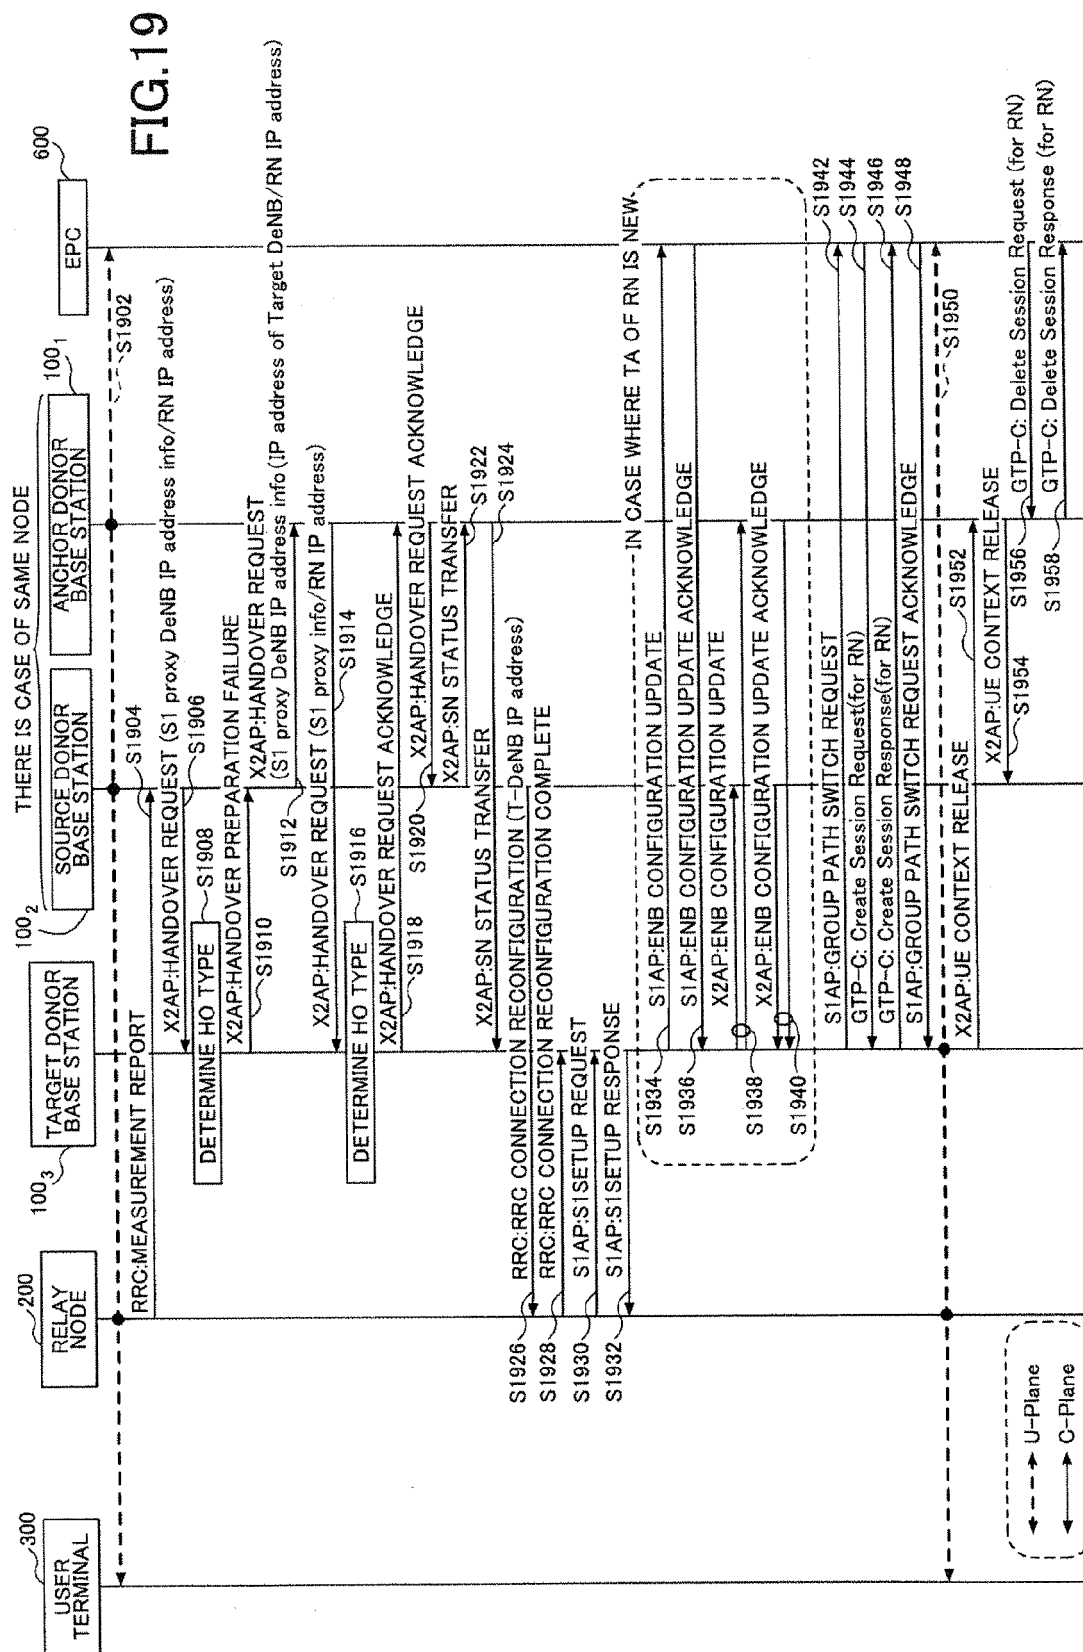 FIG.19
THERE IS CASE OF SAME NODE
300
USER
TERMINAL
200
RELAY
NODE
100₃
TARGET DONOR
BASE STATION
100₂
SOURCE DONOR
BASE STATION
100₁
ANCHOR DONOR
BASE STATION
600
EPC
S1902
RRC:MEASUREMENT REPORT
S1904
X2AP:HANDOVER REQUEST (S1 proxy DeNB IP address info/RN IP address)
S1906
DETERMINE HO TYPE
S1908
X2AP:HANDOVER PREPARATION FAILURE
S1910
X2AP:HANDOVER REQUEST
(S1 proxy DeNB IP address info (IP address of Target DeNB/RN IP address)
S1912
X2AP:HANDOVER REQUEST (S1 proxy info/RN IP address)
S1914
DETERMINE HO TYPE
S1916
X2AP:HANDOVER REQUEST ACKNOWLEDGE
S1918
X2AP:HANDOVER REQUEST ACKNOWLEDGE
S1920
X2AP:SN STATUS TRANSFER
S1922
X2AP:SN STATUS TRANSFER
S1924
RRC:RRC CONNECTION RECONFIGURATION (T-DeNB IP address)
S1926
RRC:RRC CONNECTION RECONFIGURATION COMPLETE
S1928
S1AP:S1SETUP REQUEST
S1930
S1AP:S1SETUP RESPONSE
S1932
IN CASE WHERE TA OF RN IS NEW
S1AP:ENB CONFIGURATION UPDATE
S1934
S1AP:ENB CONFIGURATION UPDATE ACKNOWLEDGE
S1936
X2AP:ENB CONFIGURATION UPDATE
S1938
X2AP:ENB CONFIGURATION UPDATE ACKNOWLEDGE
S1940
S1AP:GROUP PATH SWITCH REQUEST
S1942
GTP-C: Create Session Request(for RN)
S1944
GTP-C: Create Session Response(for RN)
S1946
S1AP:GROUP PATH SWITCH REQUEST ACKNOWLEDGE
S1948
S1950
X2AP:UE CONTEXT RELEASE
S1952
X2AP:UE CONTEXT RELEASE
S1954
GTP-C: Delete Session Request (for RN)
S1956
GTP-C: Delete Session Response (for RN)
S1958
U-Plane
C-Plane